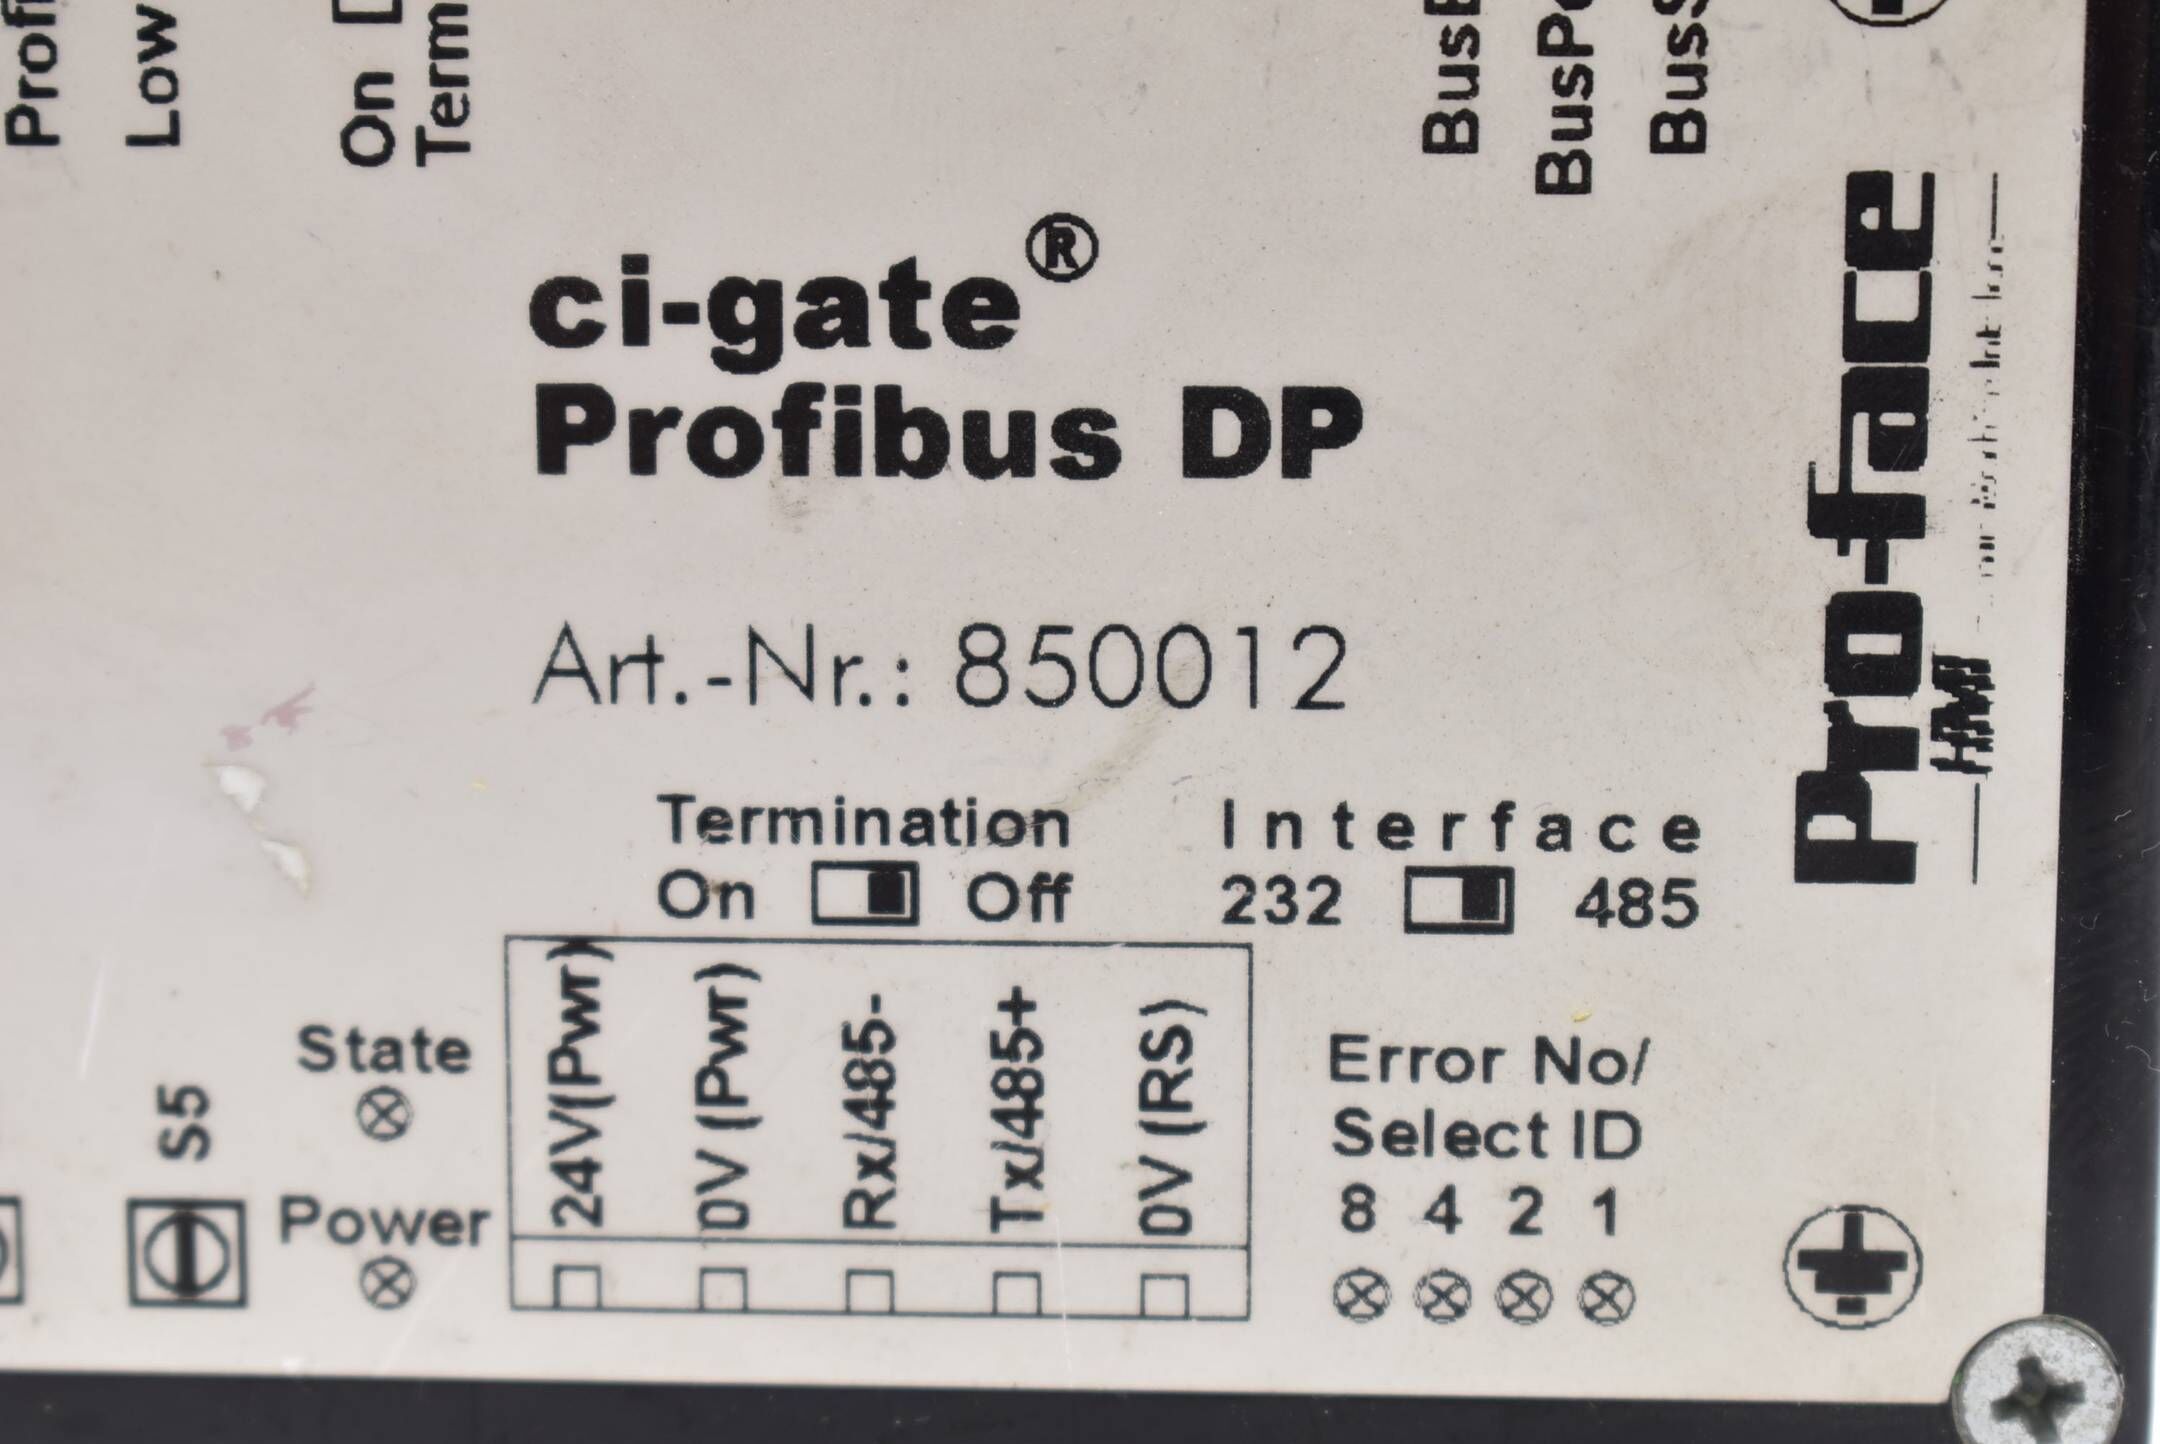 Low
On
Term
ci-gate®
Profibus DP
Art.-Nr.: 850012
Termination
On Off
Interface
232 485
24V(Pwr)
0V (Pwr)
Rx/485-
Tx/485+
0V (RS)
State
Power
S5
Error No/
Select ID
8 4 2 1
Pro-face
HMI